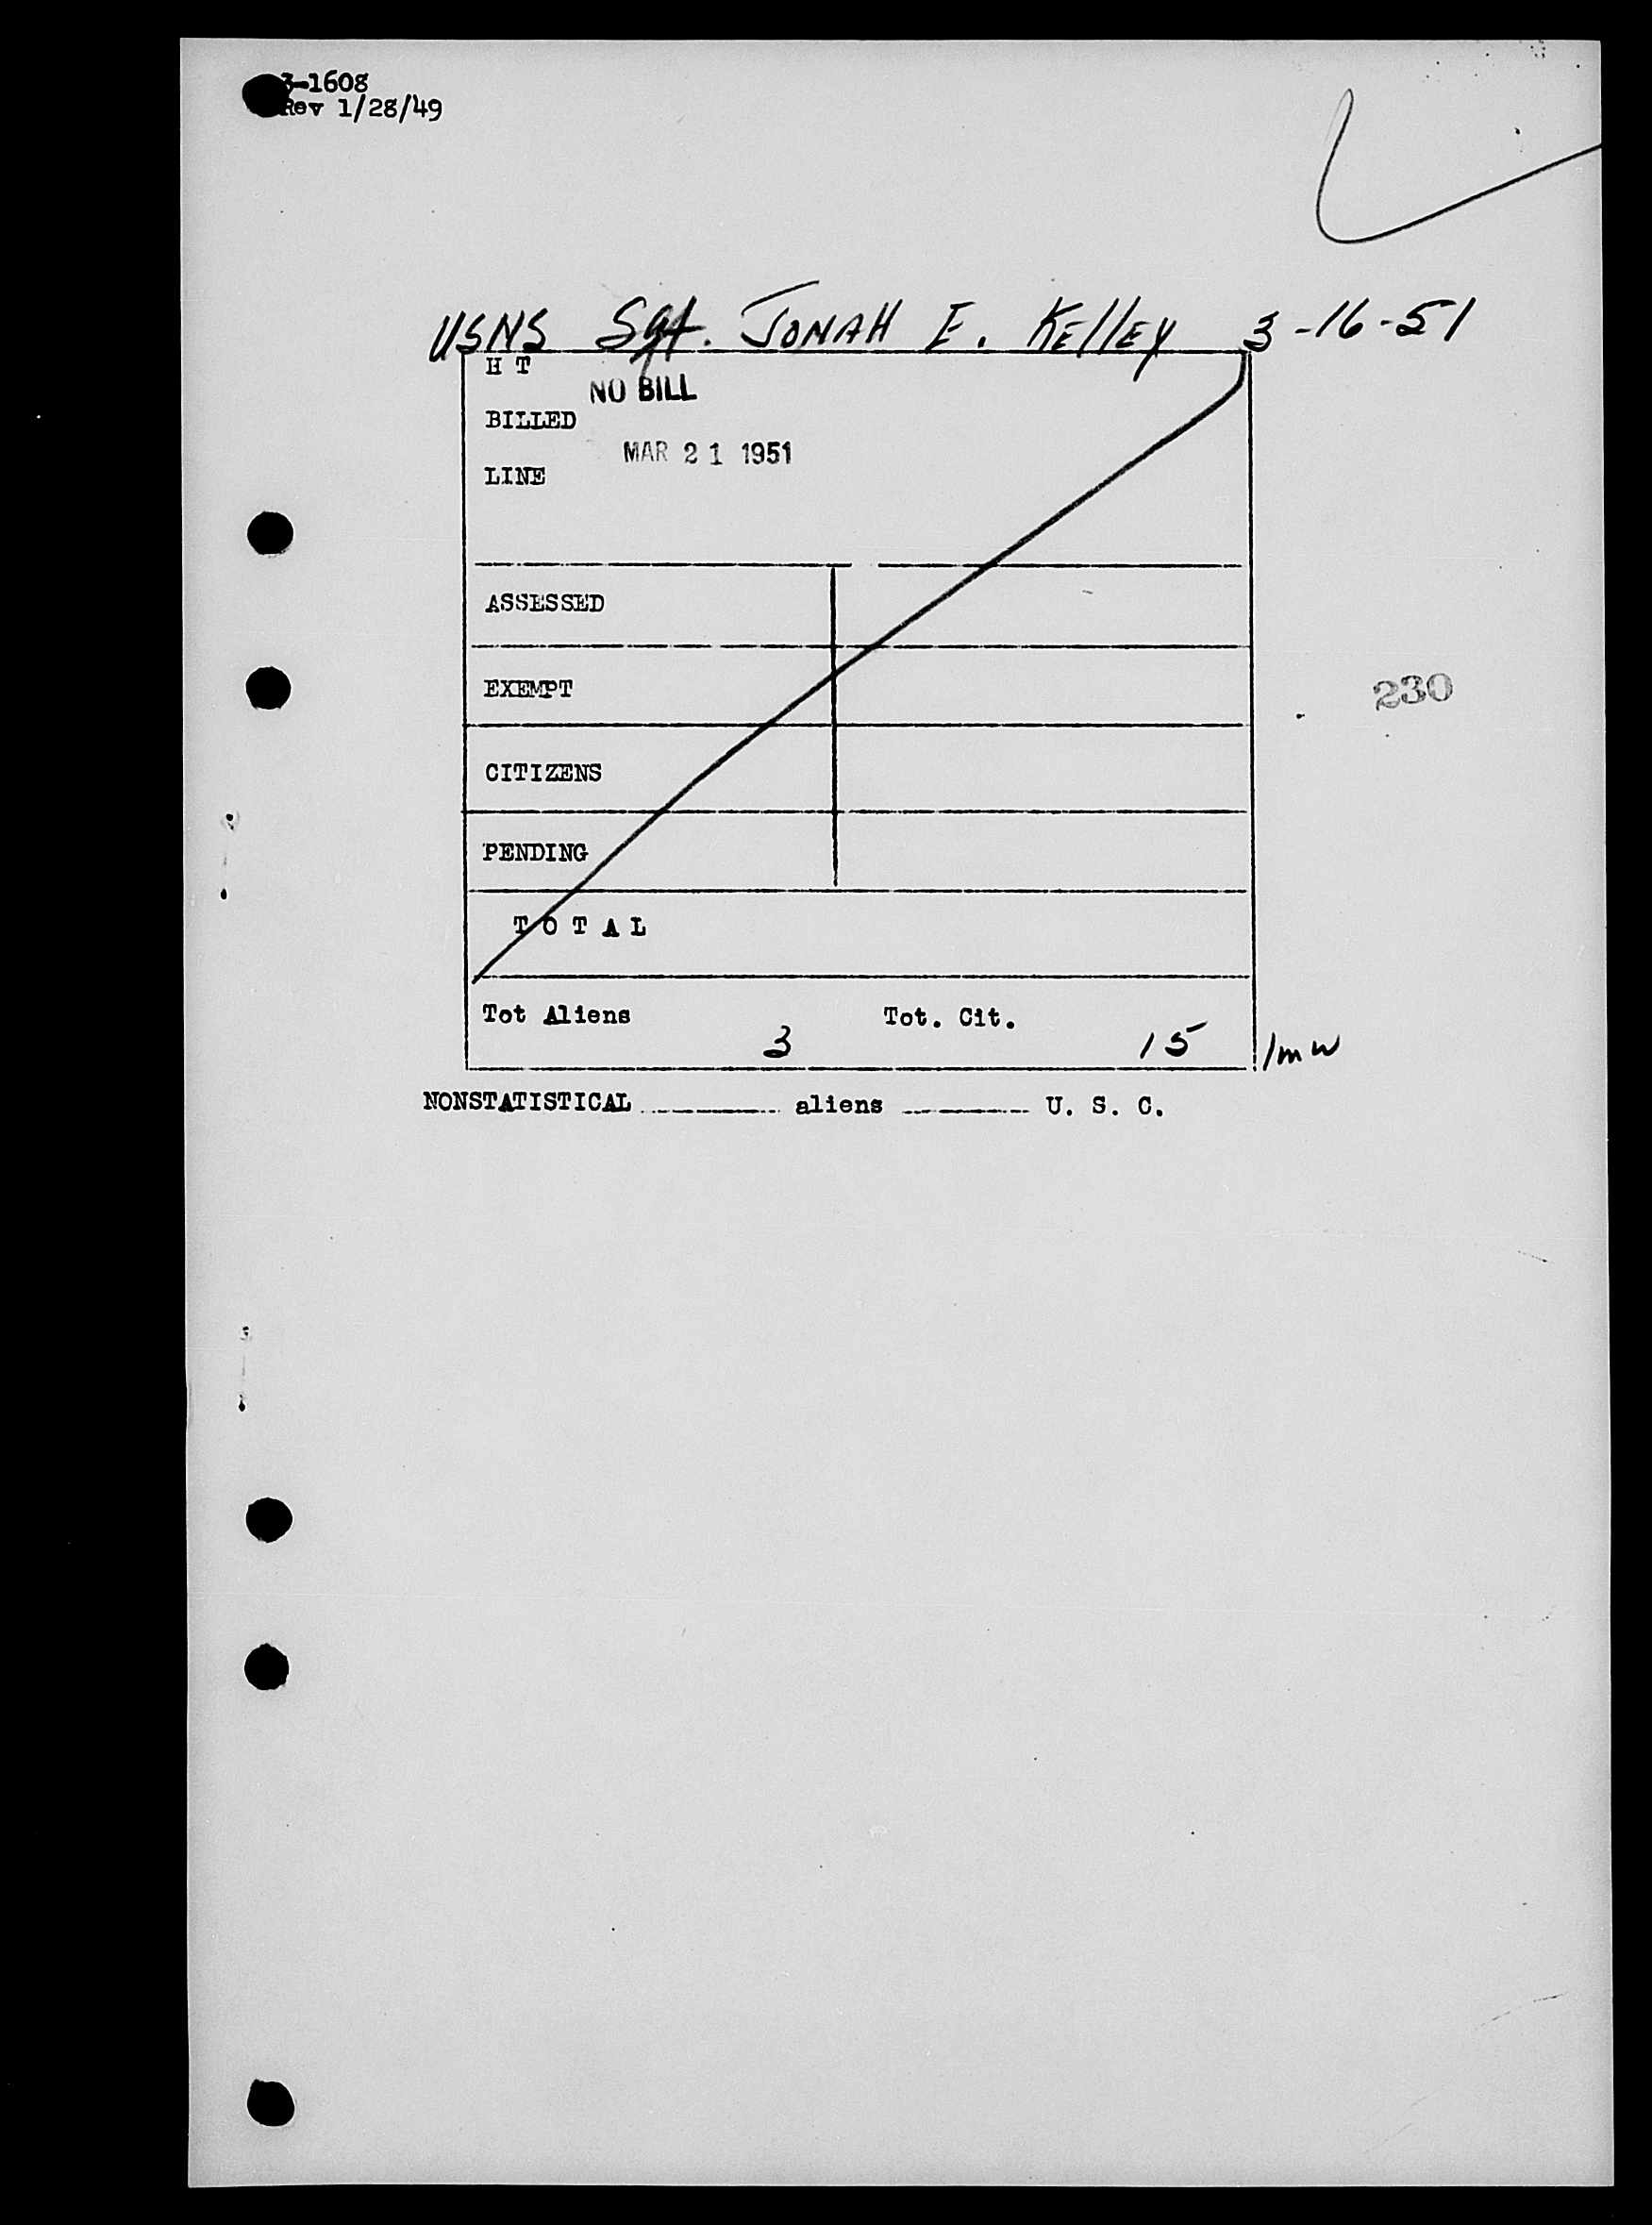 3-1608
Rev 1/28/49
USNS Sgt. JONAH E. KELLEY 3-16-51
H T
NO BILL
BILLED
MAR 21 1951
LINE
ASSESSED
EXEMPT
230
CITIZENS
PENDING
T O T A L
Tot Aliens 3 Tot. Cit. 15 /mw
NONSTATISTICAL aliens U. S. C.